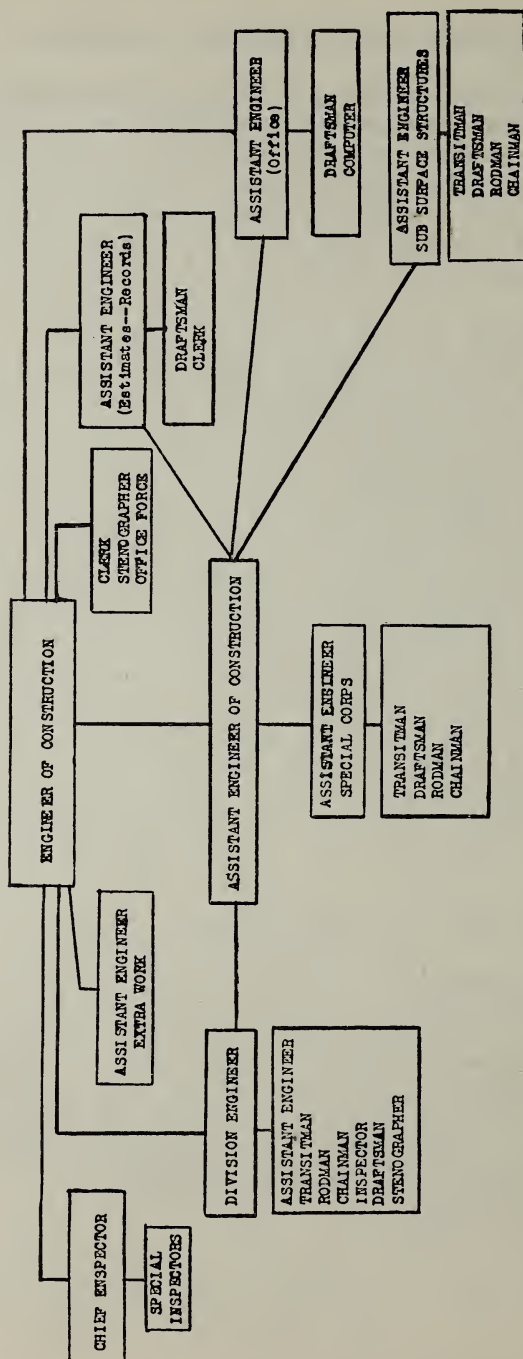 ENGINEER OF CONSTRUCTION
CHIEF ENSPECTOR
SPECIAL
INSPECTORS
ASSISTANT ENGINEER
EXTRA WORK
CLERK
STENOGRAPHER
OFFICE FORCE
ASSISTANT ENGINEER
(Estimates--Records)
DRAFTSMAN
CLERK
ASSISTANT ENGINEER
(Office)
DRAFTSMAN
COMPUTER
DIVISION ENGINEER
ASSISTANT ENGINEER
TRANSITMAN
RODMAN
CHAINMAN
INSPECTOR
DRAFTSMAN
STENOGRAPHER
ASSISTANT ENGINEER OF CONSTRUCTION
ASSISTANT ENGINEER
SPECIAL CORPS
TRANSITMAN
DRAFTSMAN
RODMAN
CHAINMAN
ASSISTANT ENGINEER
SUB SURFACE STRUCTURES
TRANSITMAN
DRAFTSMAN
RODMAN
CHAINMAN